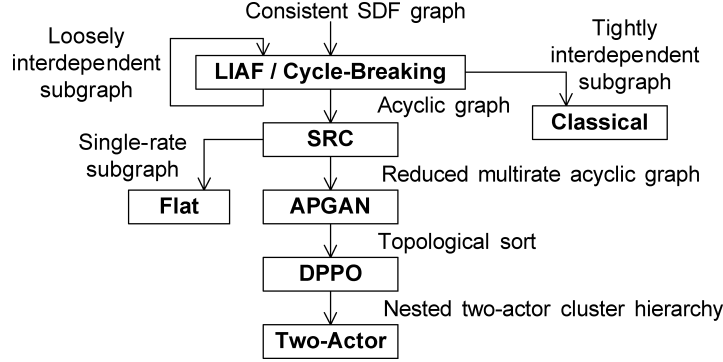 Consistent SDF graph
Loosely
interdependent
subgraph
LIAF / Cycle-Breaking
Tightly
interdependent
subgraph
Acyclic graph
Classical
SRC
Single-rate
subgraph
Reduced multirate acyclic graph
Flat
APGAN
Topological sort
DPPO
Nested two-actor cluster hierarchy
Two-Actor